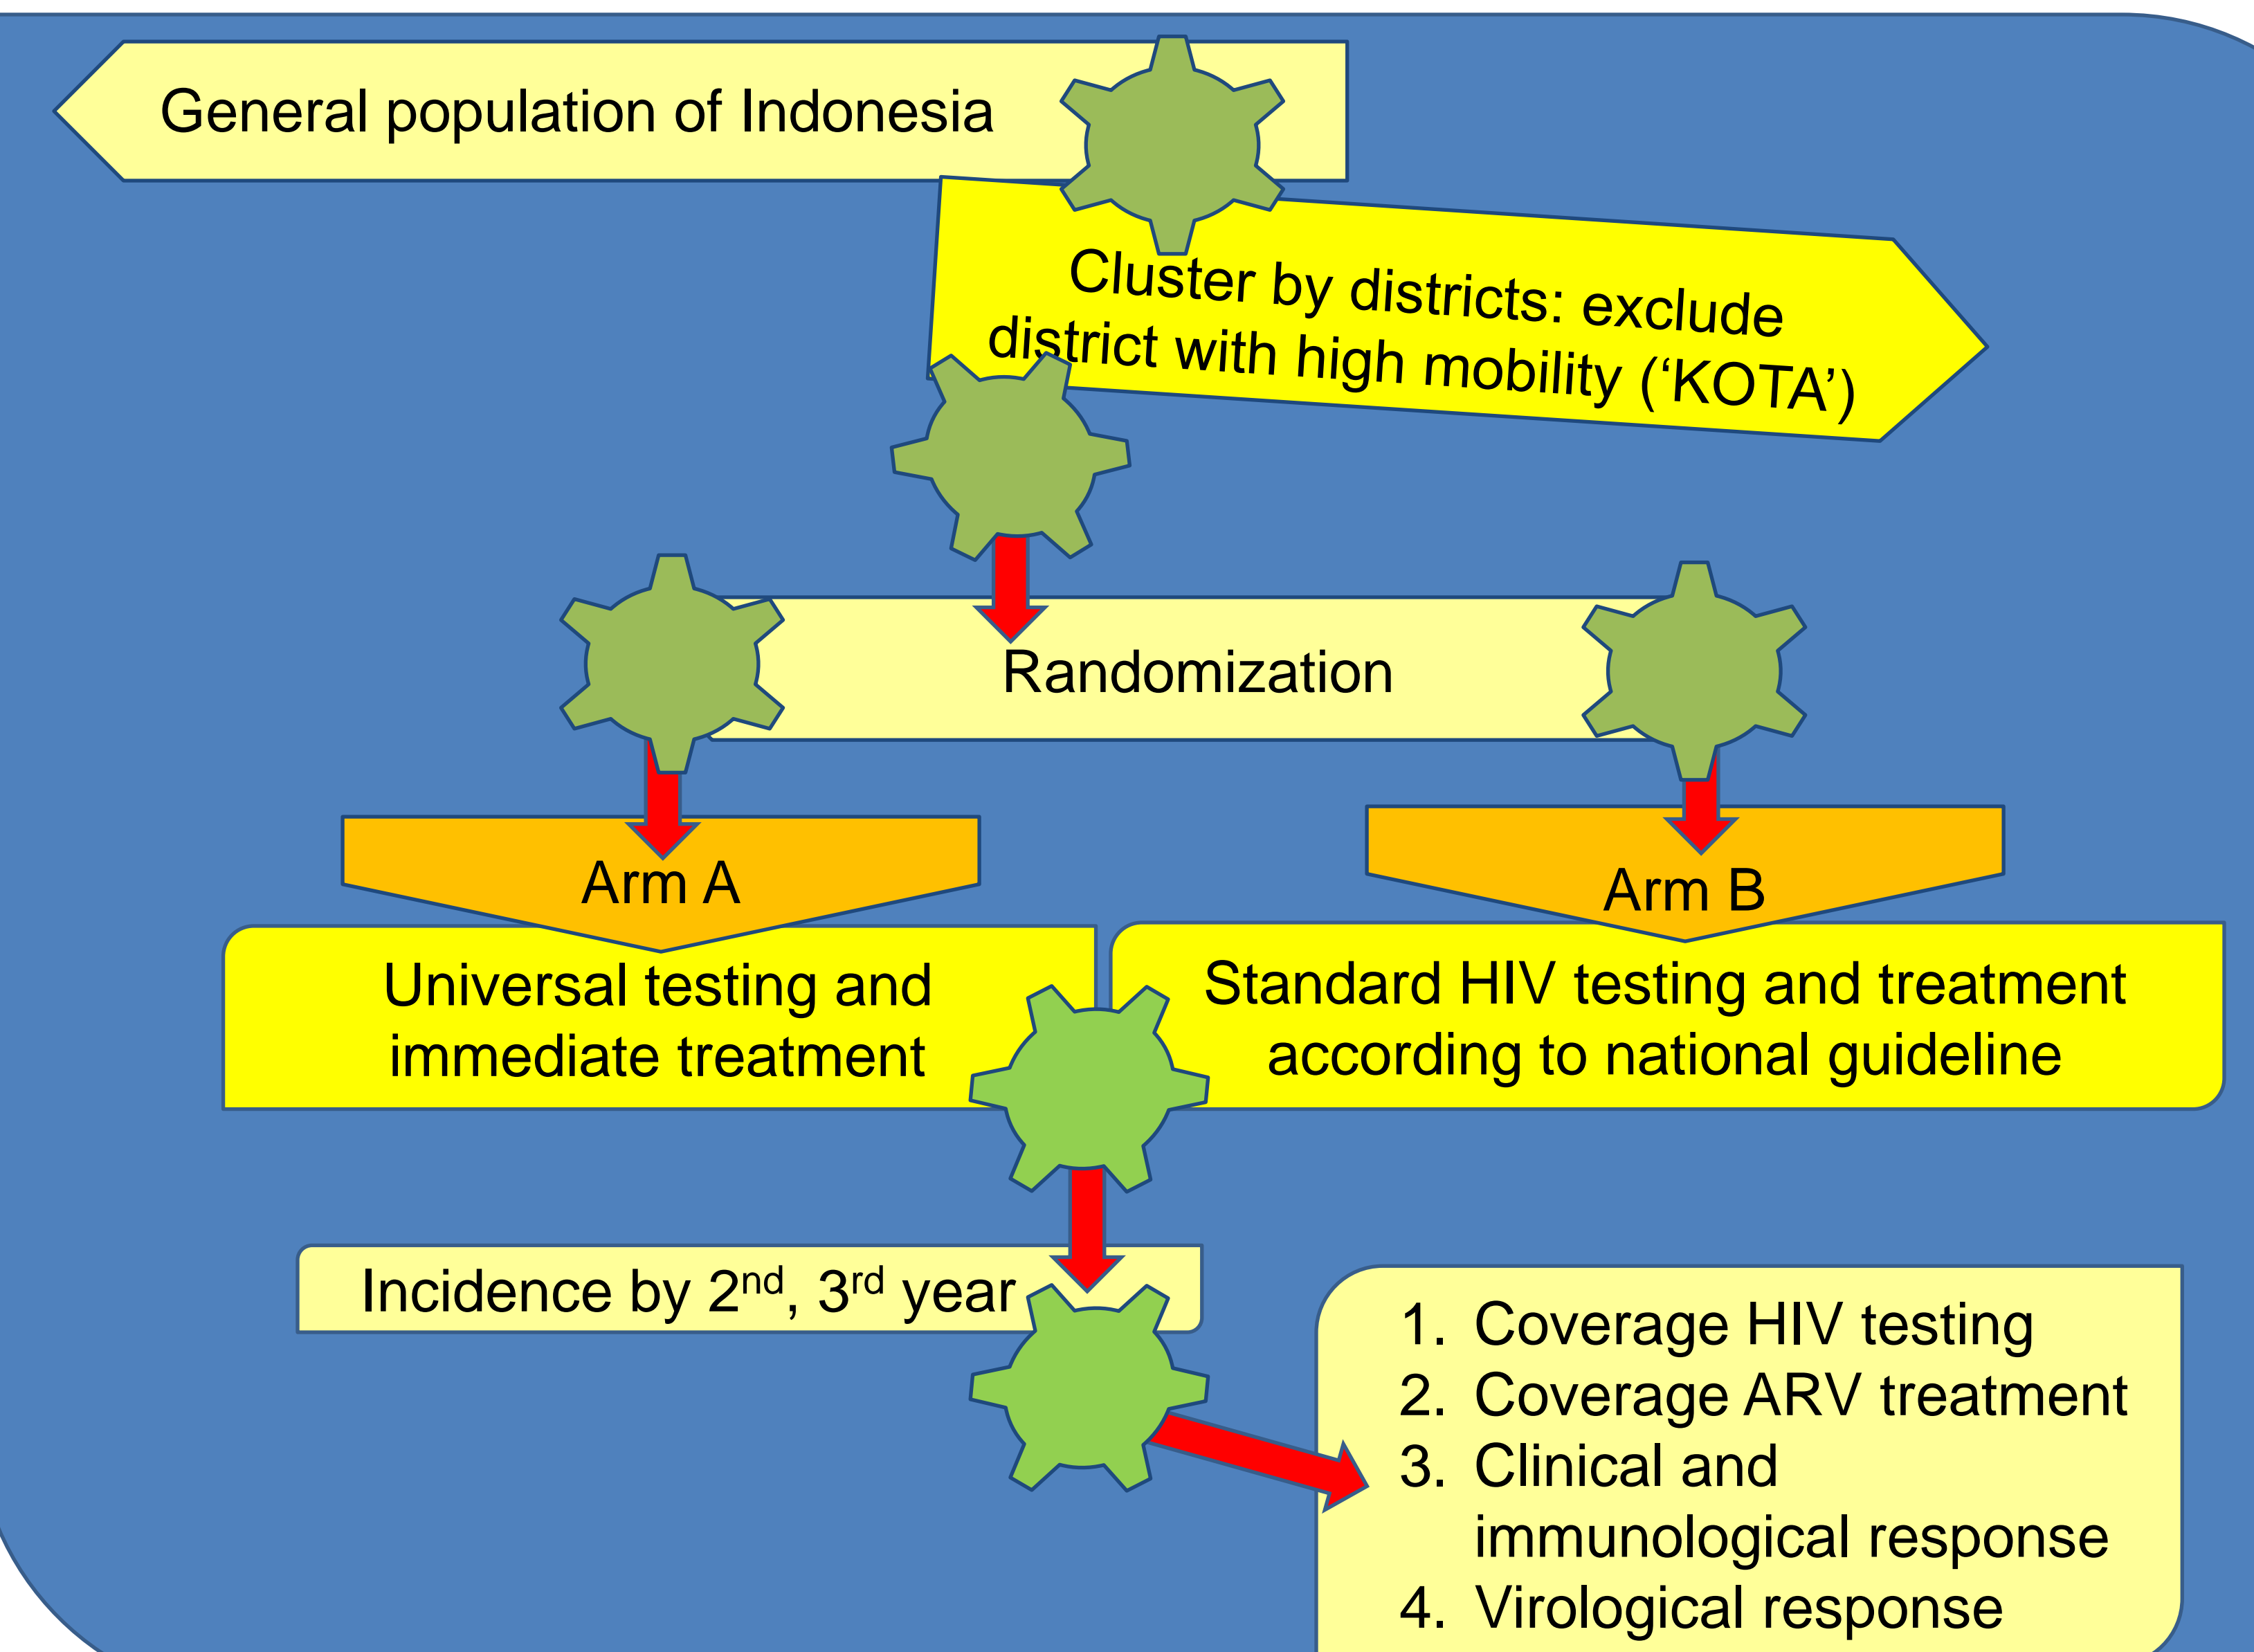 General population of Indonesia
Cluster by districts: exclude
district with high mobility (‘KOTA’)
Randomization
Arm A
Arm B
Universal testing and
immediate treatment
Standard HIV testing and treatment
according to national guideline
Incidence by 2nd, 3rd year
1. Coverage HIV testing
2. Coverage ARV treatment
3. Clinical and
immunological response
4. Virological response